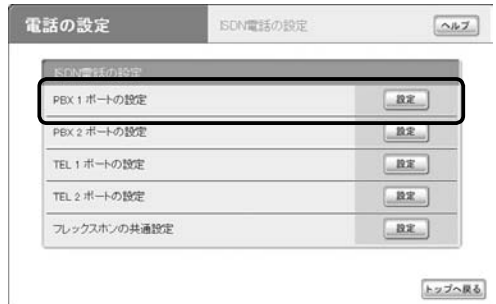 電話の設定 ISDN電話の設定 ヘルプ
ISDN電話の設定
PBX 1 ポートの設定 設定
PBX 2 ポートの設定 設定
TEL 1 ポートの設定 設定
TEL 2 ポートの設定 設定
フレックスホンの共通設定 設定
トップへ戻る